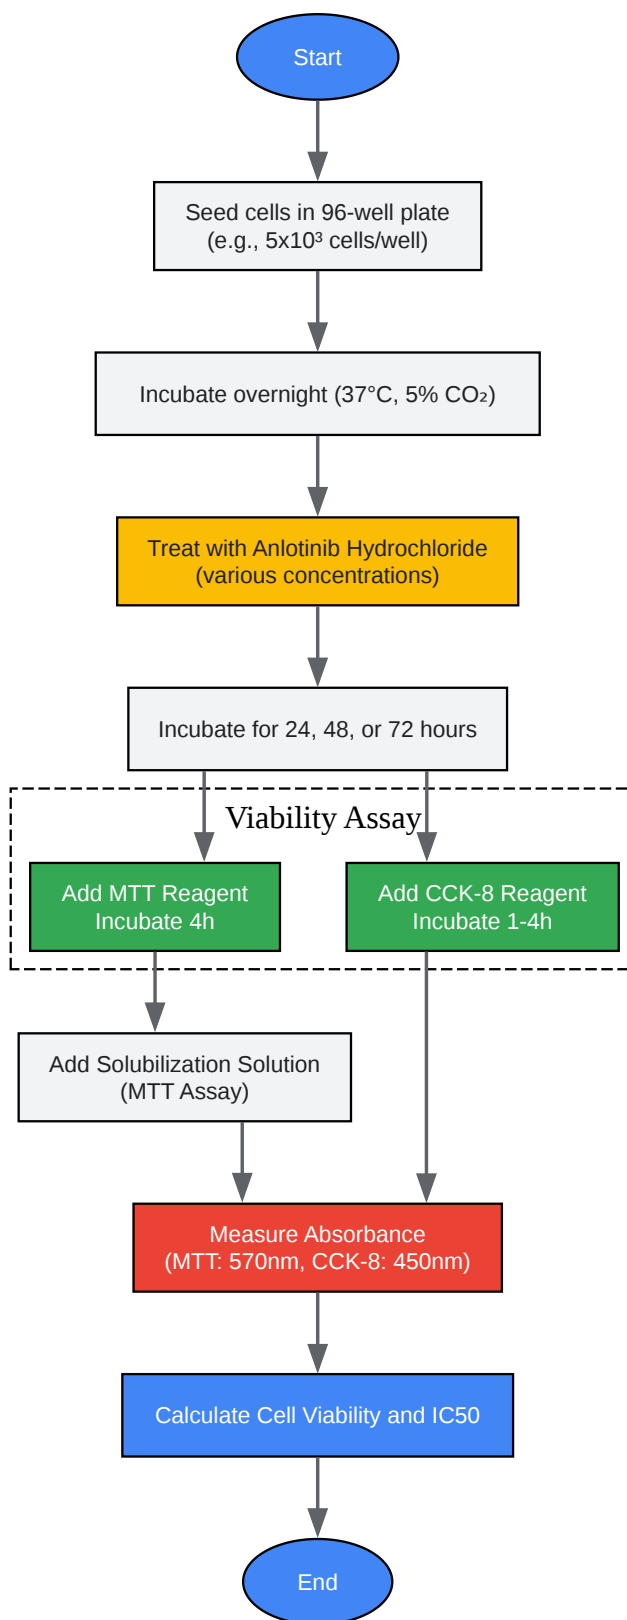 Start
Seed cells in 96-well plate
(e.g., 5x10³ cells/well)
Incubate overnight (37°C, 5% CO₂)
Treat with Anlotinib Hydrochloride
(various concentrations)
Incubate for 24, 48, or 72 hours
Viability Assay
Add MTT Reagent
Incubate 4h
Add CCK-8 Reagent
Incubate 1-4h
Add Solubilization Solution
(MTT Assay)
Measure Absorbance
(MTT: 570nm, CCK-8: 450nm)
Calculate Cell Viability and IC50
End